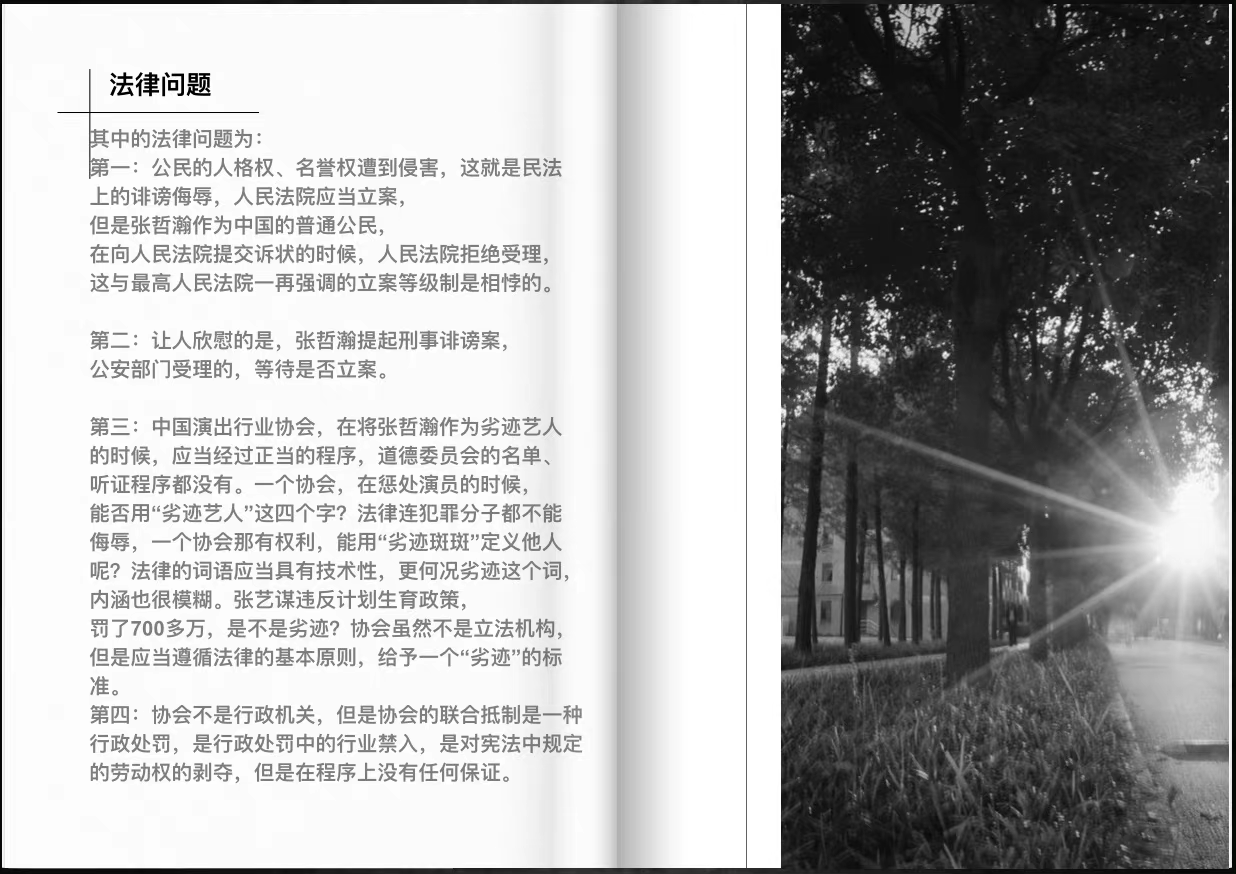 法律问题
其中的法律问题为：
第一：公民的人格权、名誉权遭到侵害，这就是民法
上的诽谤侮辱，人民法院应当立案，
但是张哲瀚作为中国的普通公民，
在向人民法院提交诉状的时候，人民法院拒绝受理，
这与最高人民法院一再强调的立案等级制是相悖的。
第二：让人欣慰的是，张哲瀚提起刑事诽谤案，
公安部门受理的，等待是否立案。
第三：中国演出行业协会，在将张哲瀚作为劣迹艺人
的时候，应当经过正当的程序，道德委员会的名单、
听证程序都没有。一个协会，在惩处演员的时候，
能否用“劣迹艺人”这四个字？法律连犯罪分子都不能
侮辱，一个协会那有权利，能用“劣迹斑斑”定义他人
呢？法律的词语应当具有技术性，更何况劣迹这个词，
内涵也很模糊。张艺谋违反计划生育政策，
罚了700多万，是不是劣迹？协会虽然不是立法机构，
但是应当遵循法律的基本原则，给予一个“劣迹”的标
准。
第四：协会不是行政机关，但是协会的联合抵制是一种
行政处罚，是行政处罚中的行业禁入，是对宪法中规定
的劳动权的剥夺，但是在程序上没有任何保证。